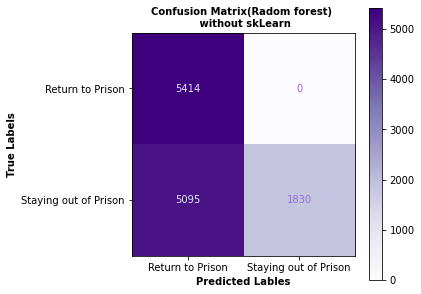 Confusion Matrix(Radom forest)
without skLearn
True Labels
Return to Prison
Staying out of Prison
5414
0
5095
1830
Return to Prison
Staying out of Prison
Predicted Lables
5000
4000
3000
2000
1000
0